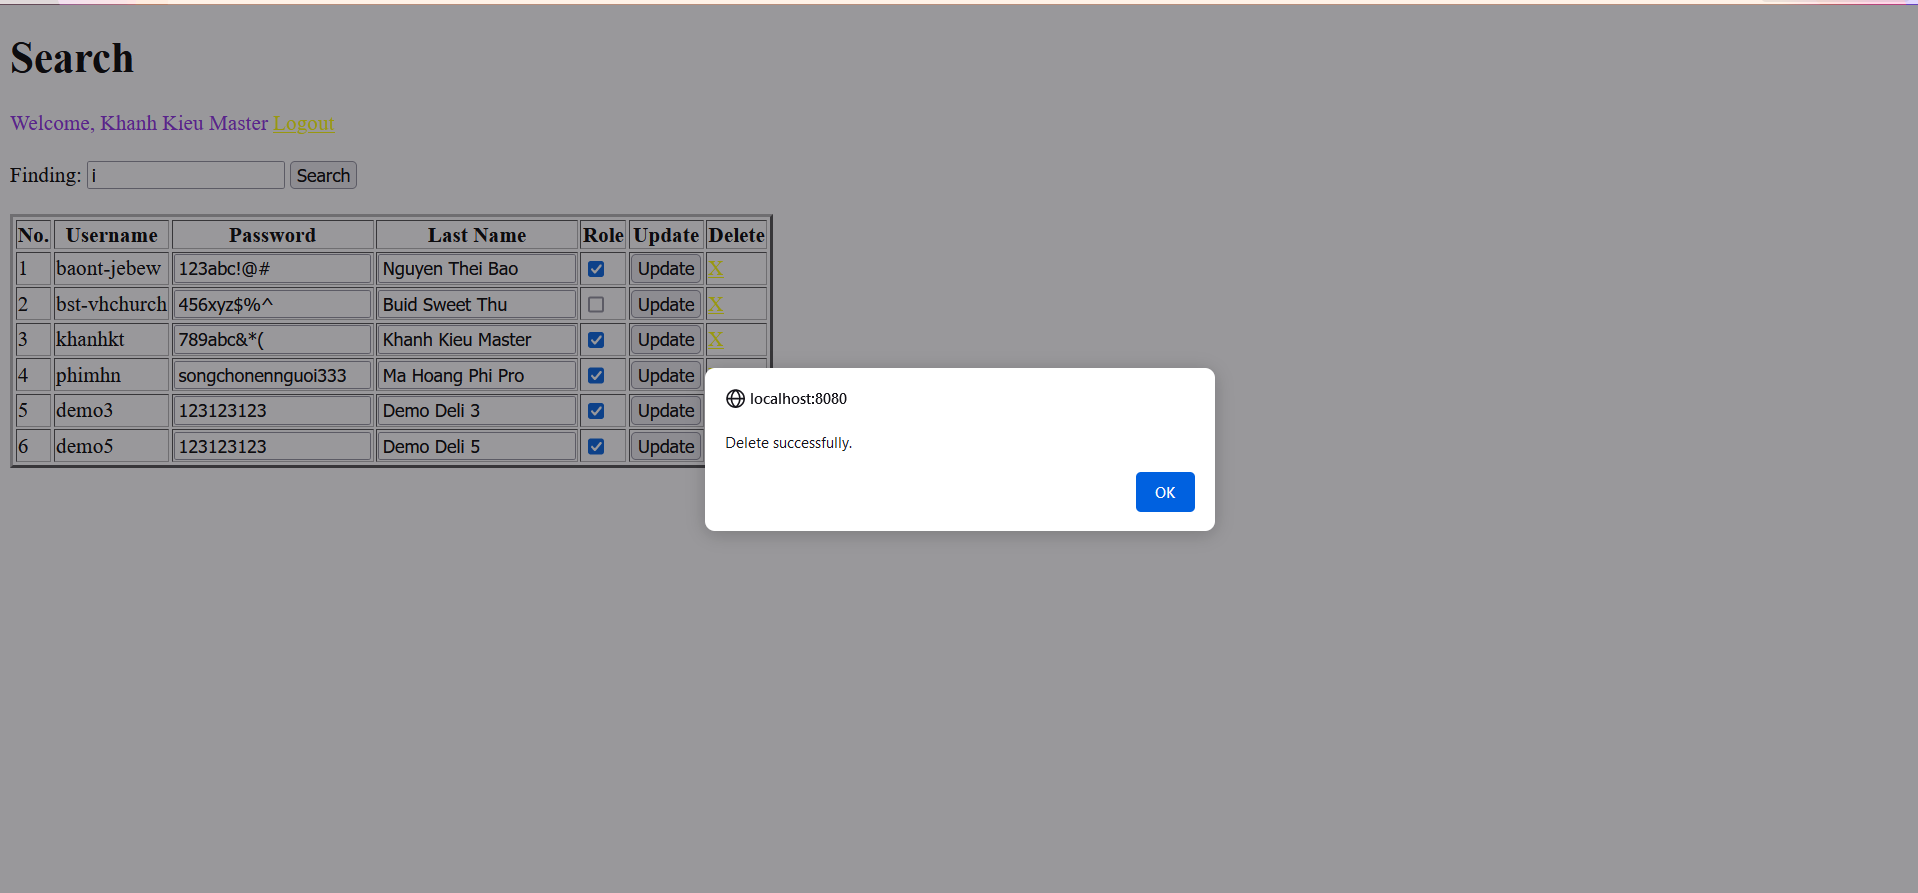 Search
Welcome, Khanh Kieu Master Logout
Finding: i Search
No. Username Password Last Name Role Update Delete
1 baont-jebew 123abc!@# Nguyen Thei Bao Update X
2 bst-vhchurch 456xyz$%^ Buid Sweet Thu Update X
3 khanhkt 789abc&*( Khanh Kieu Master Update X
4 phimhn songchonennguoi333 Ma Hoang Phi Pro Update
5 demo3 123123123 Demo Deli 3 Update
6 demo5 123123123 Demo Deli 5 Update
localhost:8080
Delete successfully.
OK